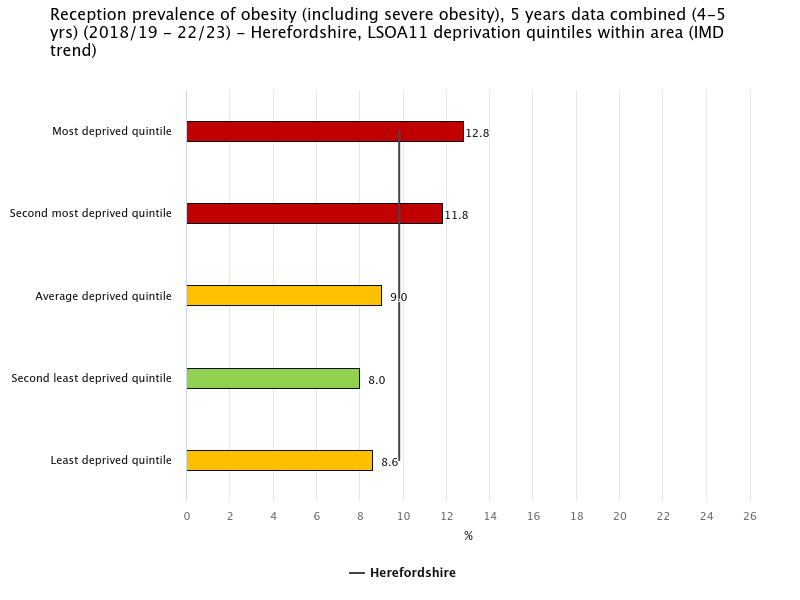 Reception prevalence of obesity (including severe obesity), 5 years data combined (4-5
yrs) (2018/19 - 22/23) - Herefordshire, LSOA11 deprivation quintiles within area (IMD
trend)
Most deprived quintile
12.8
Second most deprived quintile
11.8
Average deprived quintile
9.0
Second least deprived quintile
8.0
Least deprived quintile
8.6
0 2 4 6 8 10 12 14 16 18 20 22 24 26
%
Herefordshire